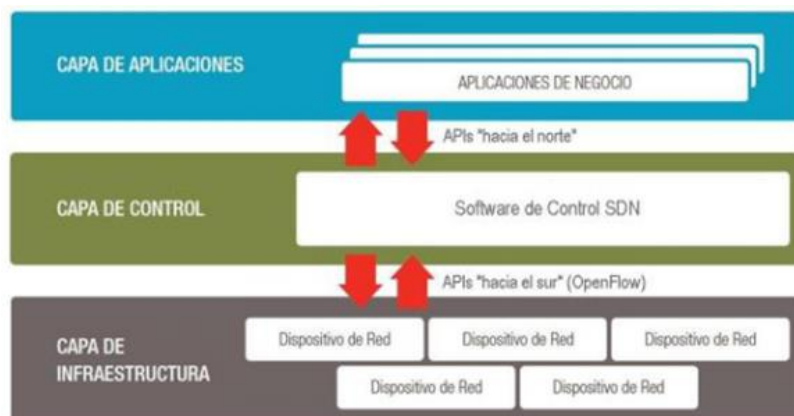 CAPA DE APLICACIONES
APLICACIONES DE NEGOCIO
APIs "hacia el norte"
CAPA DE CONTROL
Software de Control SDN
APIs "hacia el sur" (OpenFlow)
CAPA DE
INFRAESTRUCTURA
Dispositivo de Red
Dispositivo de Red
Dispositivo de Red
Dispositivo de Red
Dispositivo de Red